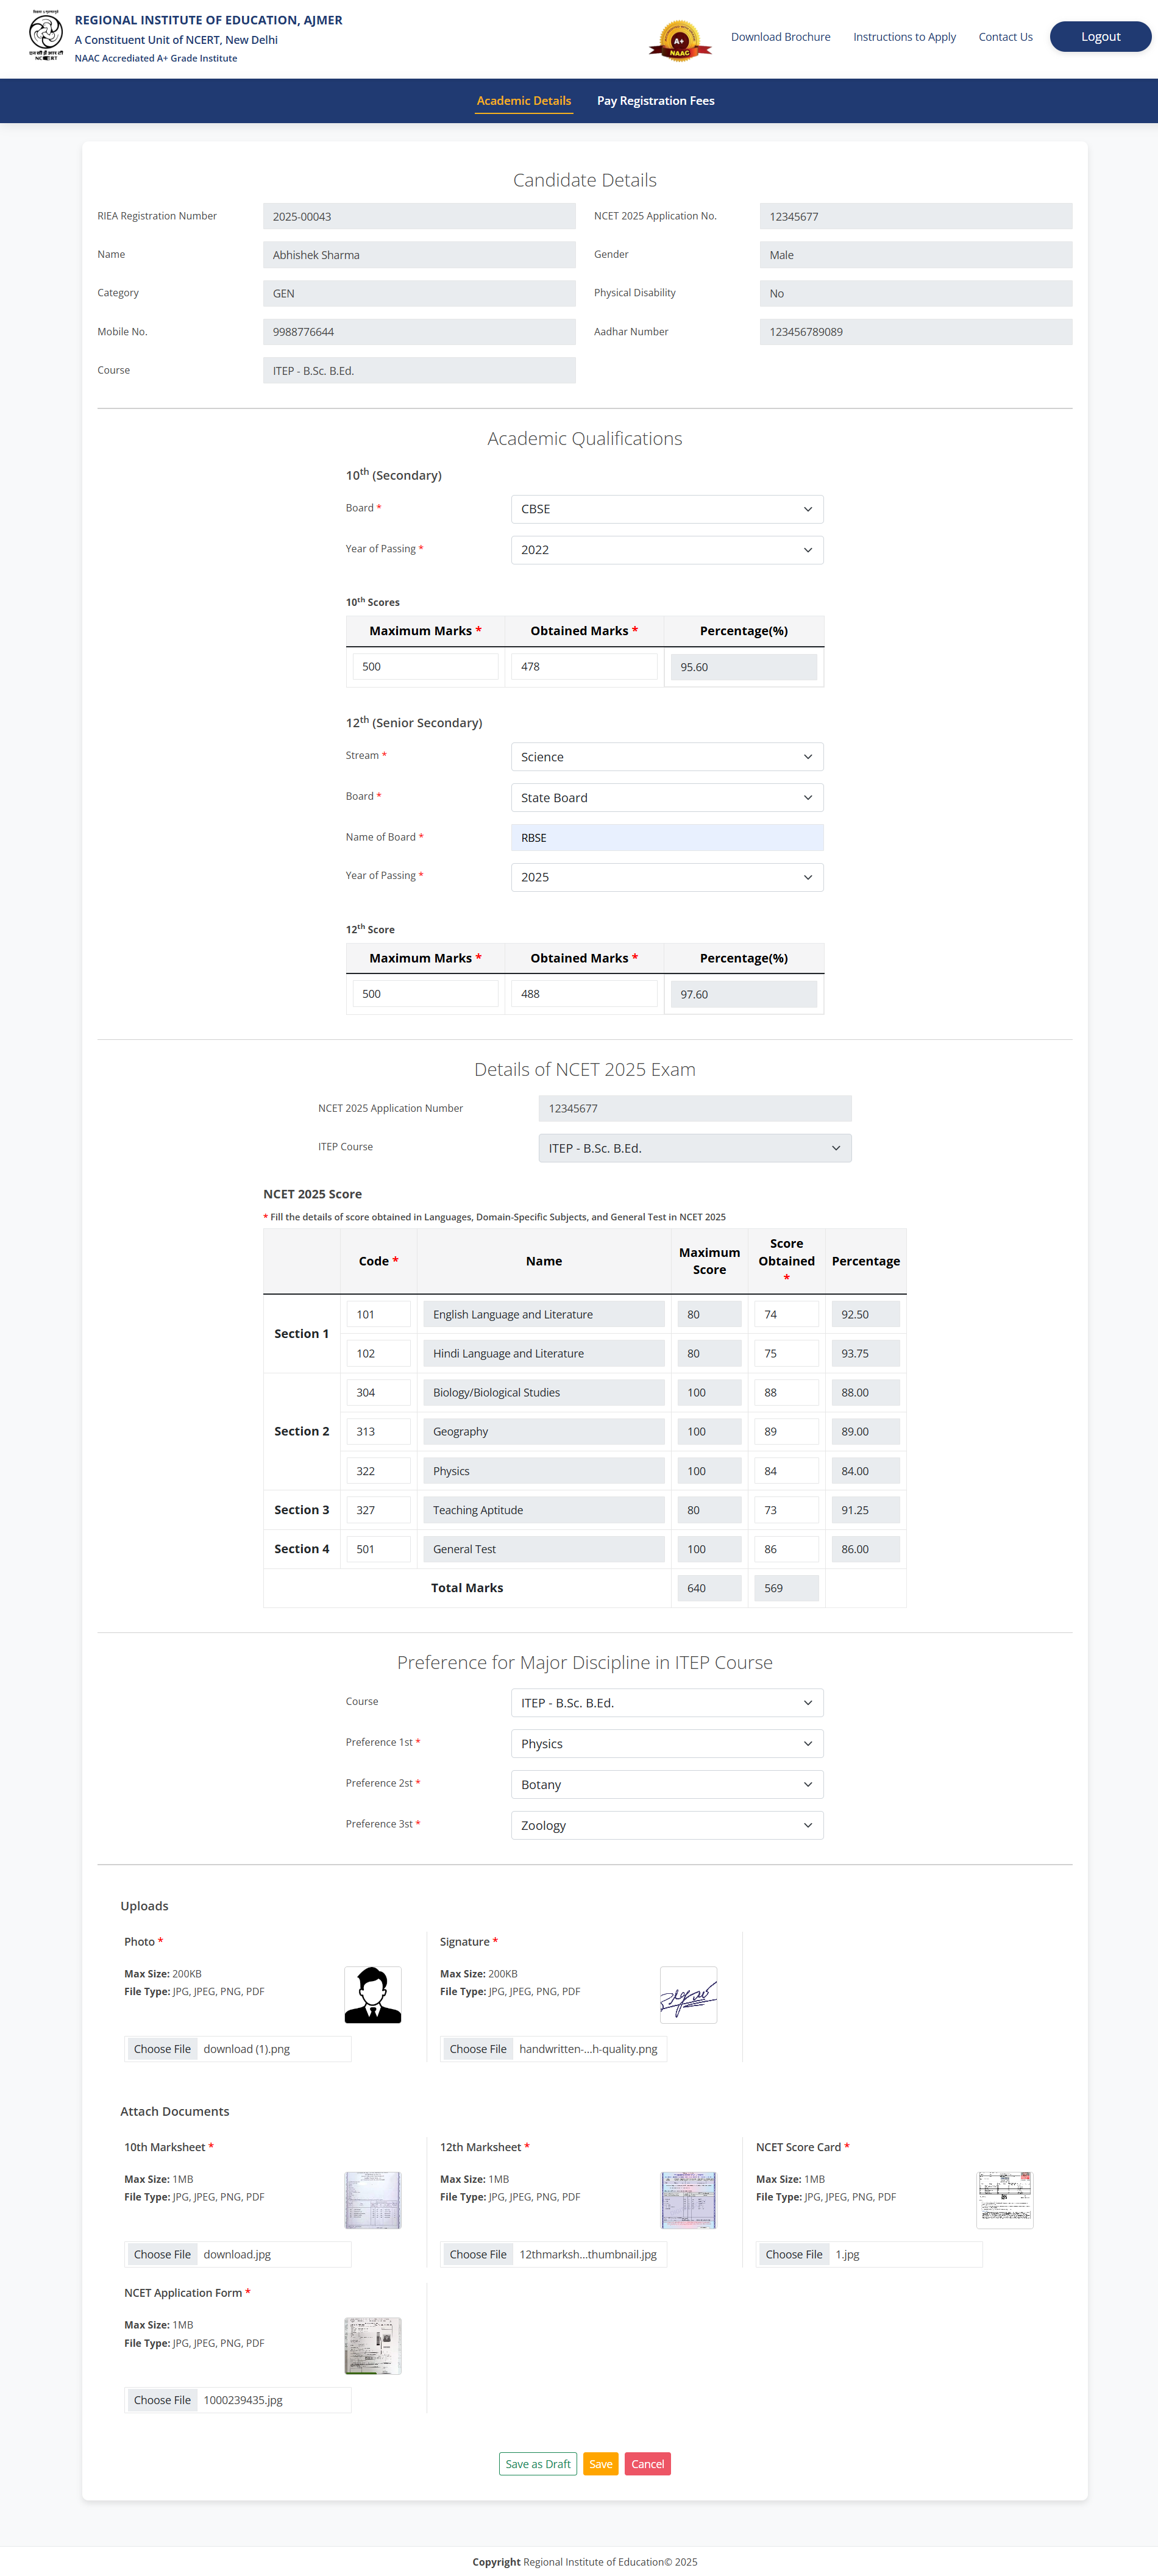 REGIONAL INSTITUTE OF EDUCATION, AJMER
A Constituent Unit of NCERT, New Delhi
NAAC Accredited A+ Grade Institute
A+
NAAC
Download Brochure
Instructions to Apply
Contact Us
Logout
Academic Details
Pay Registration Fees
Candidate Details
RIEA Registration Number 2025-00043
NCET 2025 Application No. 12345677
Name Abhishek Sharma
Gender Male
Category GEN
Physical Disability No
Mobile No. 9988776644
Aadhar Number 123456789089
Course ITEP - B.Sc. B.Ed.
Academic Qualifications
10th (Secondary)
Board * CBSE
Year of Passing * 2022
10th Scores
Maximum Marks * Obtained Marks * Percentage(%)
500 478 95.60
12th (Senior Secondary)
Stream * Science
Board * State Board
Name of Board * RBSE
Year of Passing * 2025
12th Score
Maximum Marks * Obtained Marks * Percentage(%)
500 488 97.60
Details of NCET 2025 Exam
NCET 2025 Application Number 12345677
ITEP Course ITEP - B.Sc. B.Ed.
NCET 2025 Score
* Fill the details of score obtained in Languages, Domain-Specific Subjects, and General Test in NCET 2025
Code * Name Maximum Score Score Obtained * Percentage
Section 1
101 English Language and Literature 80 74 92.50
102 Hindi Language and Literature 80 75 93.75
Section 2
304 Biology/Biological Studies 100 88 88.00
313 Geography 100 89 89.00
322 Physics 100 84 84.00
Section 3 327 Teaching Aptitude 80 73 91.25
Section 4 501 General Test 100 86 86.00
Total Marks 640 569
Preference for Major Discipline in ITEP Course
Course ITEP - B.Sc. B.Ed.
Preference 1st * Physics
Preference 2st * Botany
Preference 3st * Zoology
Uploads
Photo *
Max Size: 200KB
File Type: JPG, JPEG, PNG, PDF
Choose File download (1).png
Signature *
Max Size: 200KB
File Type: JPG, JPEG, PNG, PDF
Choose File handwritten-...h-quality.png
Attach Documents
10th Marksheet *
Max Size: 1MB
File Type: JPG, JPEG, PNG, PDF
Choose File download.jpg
12th Marksheet *
Max Size: 1MB
File Type: JPG, JPEG, PNG, PDF
Choose File 12thmarksh...thumbnail.jpg
NCET Score Card *
Max Size: 1MB
File Type: JPG, JPEG, PNG, PDF
Choose File 1.jpg
NCET Application Form *
Max Size: 1MB
File Type: JPG, JPEG, PNG, PDF
Choose File 1000239435.jpg
Save as Draft
Save
Cancel
Copyright Regional Institute of Education© 2025